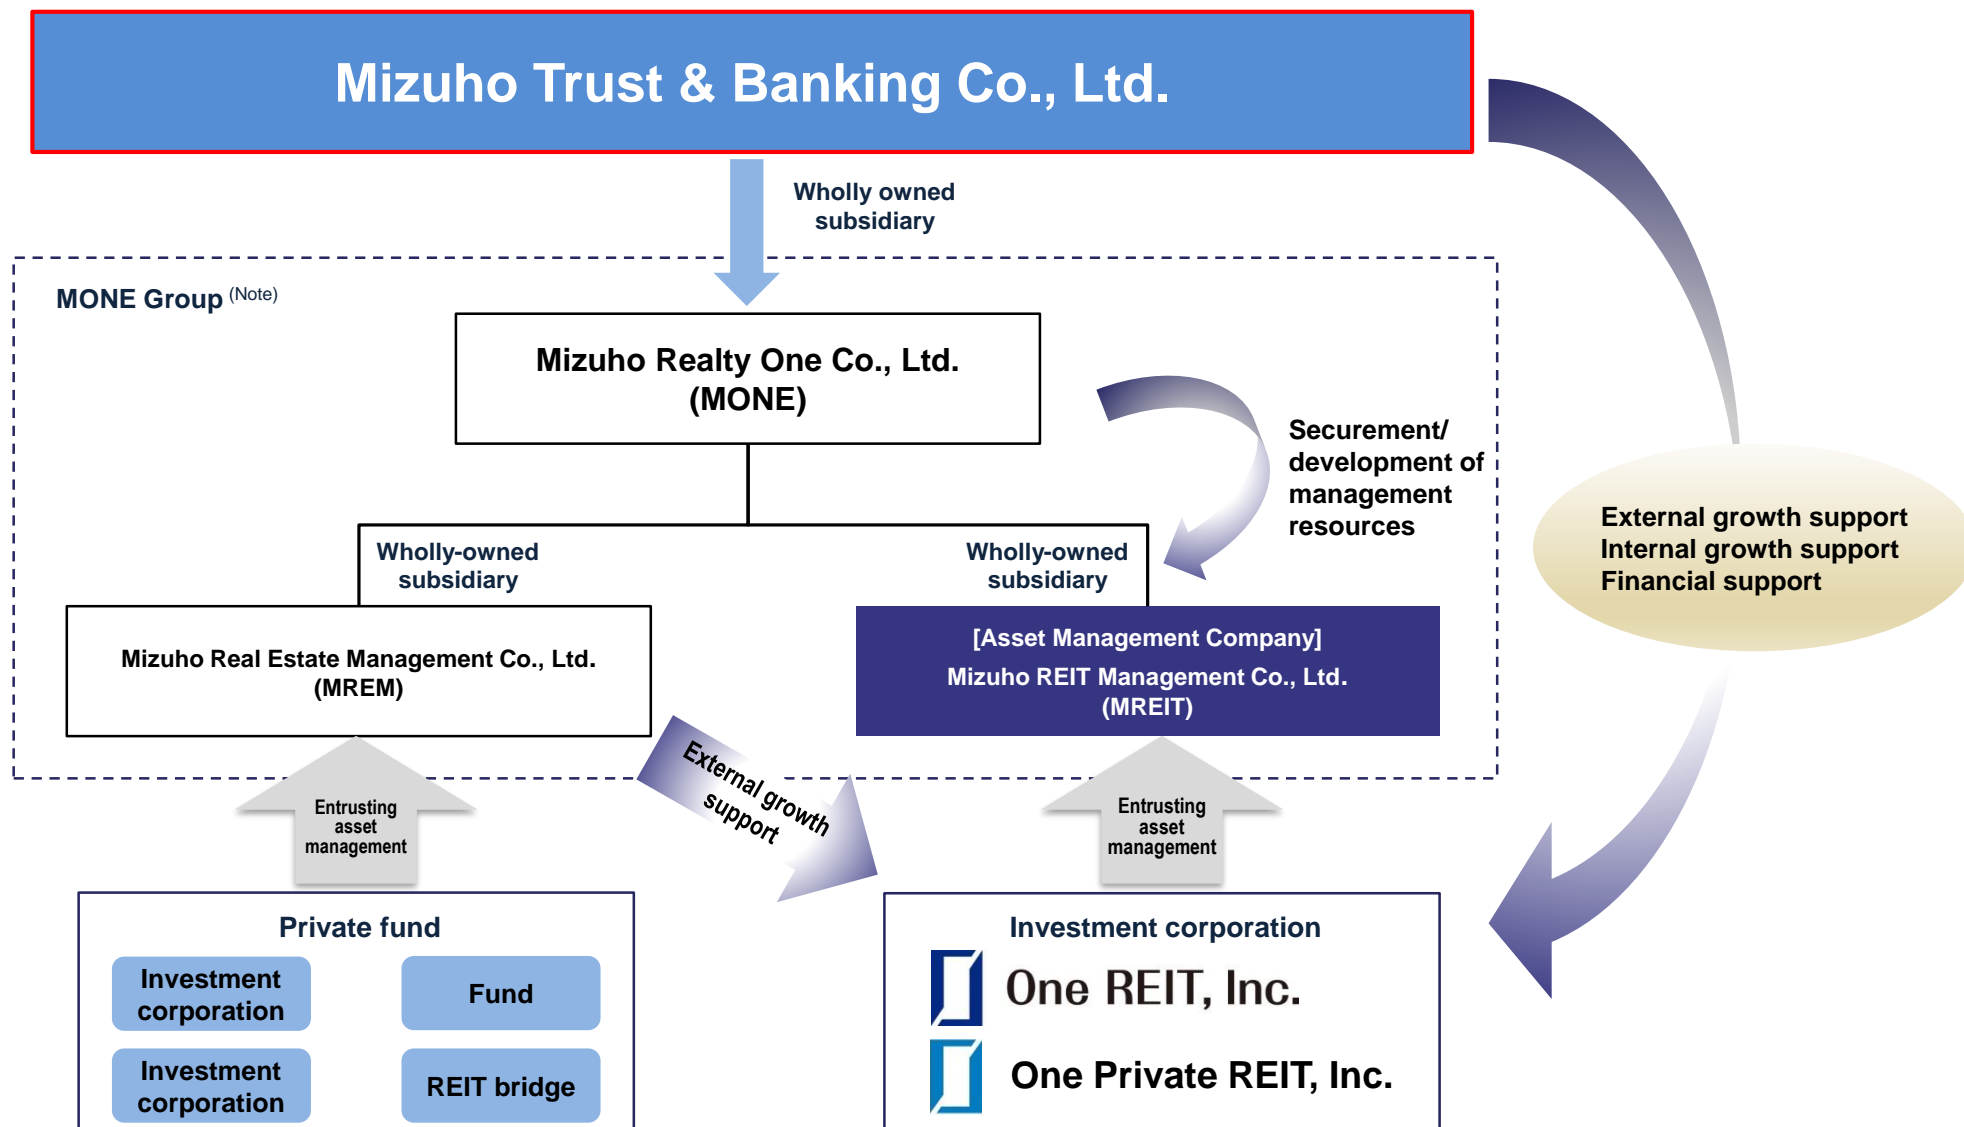 Mizuho Trust & Banking Co., Ltd.
Wholly owned
subsidiary
MONE Group (Note)
Mizuho Realty One Co., Ltd.
(MONE)
Securement/
development of
management
resources
External growth support
Internal growth support
Financial support
Wholly-owned
subsidiary
Wholly-owned
subsidiary
Mizuho Real Estate Management Co., Ltd.
(MREM)
[Asset Management Company]
Mizuho REIT Management Co., Ltd.
(MREIT)
External growth
support
Entrusting
asset
management
Entrusting
asset
management
Private fund
Investment
corporation
Fund
Investment
corporation
REIT bridge
Investment corporation
One REIT, Inc.
One Private REIT, Inc.